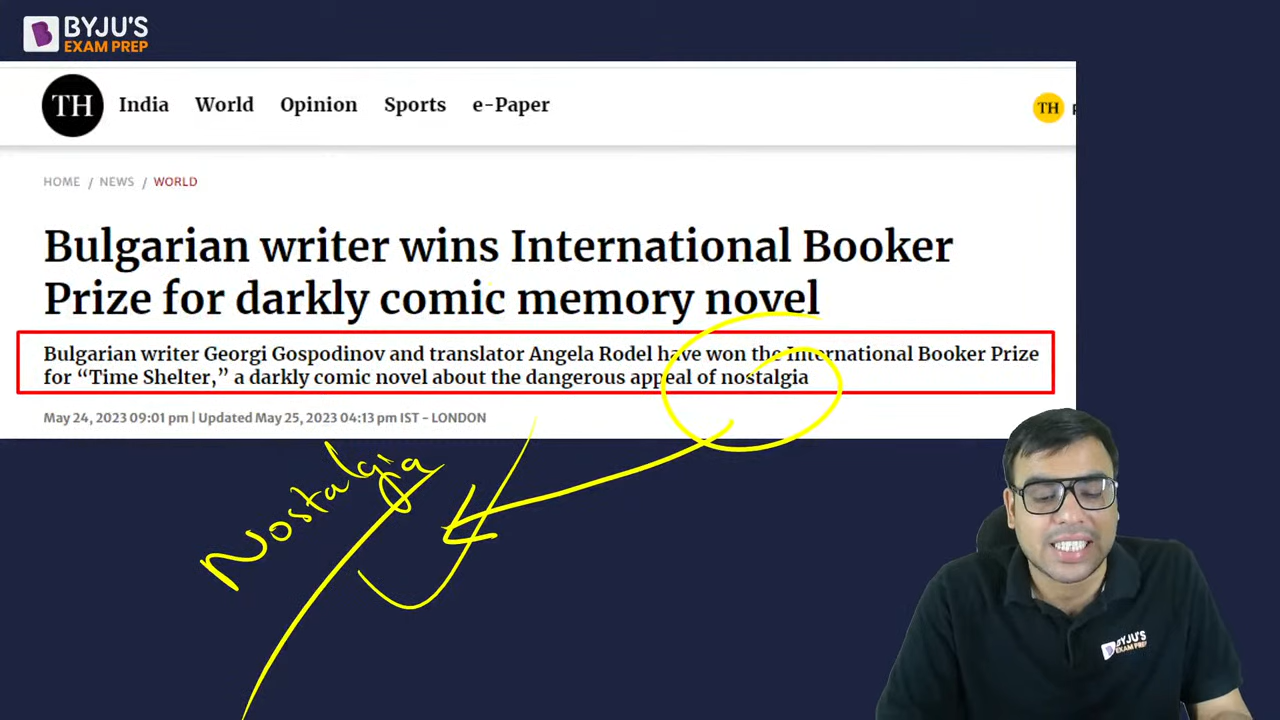 BYJU'S
EXAM PREP
TH India World Opinion Sports e-Paper TH
HOME / NEWS / WORLD
Bulgarian writer wins International Booker
Prize for darkly comic memory novel
Bulgarian writer Georgi Gospodinov and translator Angela Rodel have won the International Booker Prize
for “Time Shelter,” a darkly comic novel about the dangerous appeal of nostalgia
May 24, 2023 09:01 pm | Updated May 25, 2023 04:13 pm IST - LONDON
Nostalgia
BYJU'S
EXAM PREP